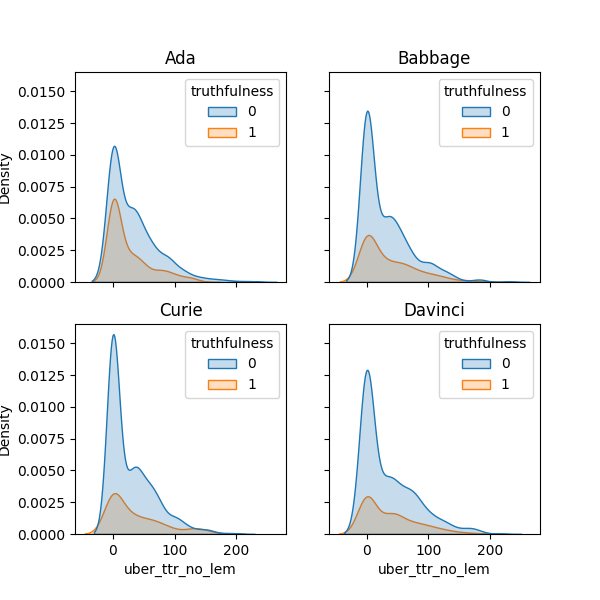 Ada
Babbage
truthfulness
0
1
truthfulness
0
1
0.0150
0.0125
0.0100
0.0075
0.0050
0.0025
0.0000
Density
Curie
Davinci
truthfulness
0
1
truthfulness
0
1
0.0150
0.0125
0.0100
0.0075
0.0050
0.0025
0.0000
Density
0 100 200
0 100 200
uber_ttr_no_lem
uber_ttr_no_lem